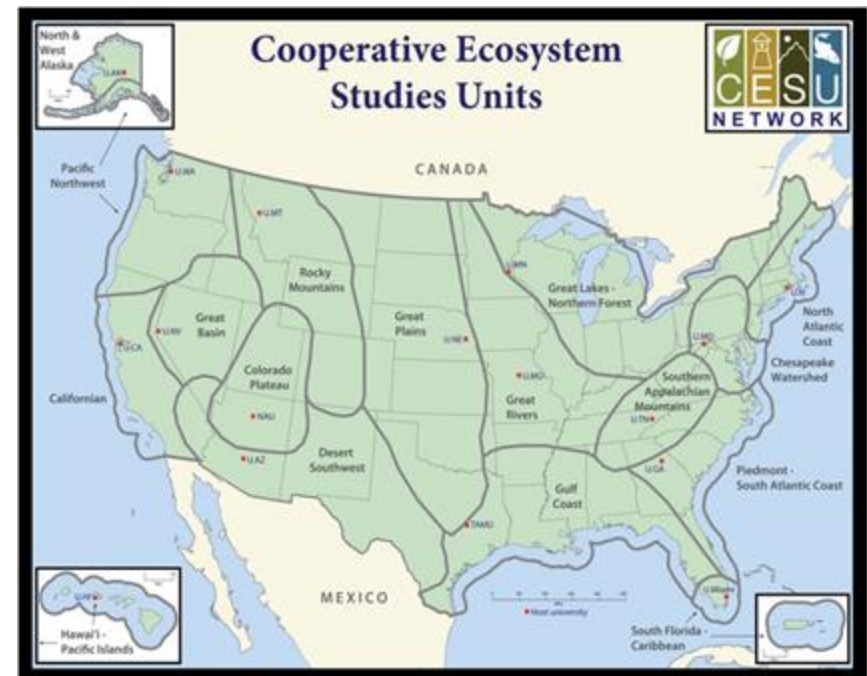 Cooperative Ecosystem
Studies Units
CESU
NETWORK
North &
West
Alaska
CANADA
Pacific
Northwest
U.WA
U.MT
U.MN
Rocky
Mountains
Great Lakes -
Northern Forest
Great
Basin
Great
Plains
U.RI
North
Atlantic
Coast
U.NV
U.CA
U.NE
U.MD
Chesapeake
Watershed
Colorado
Plateau
U.MO
Southern
Appalachian
Mountains
Californian
Great
Rivers
NAU
U.TN
U.AZ
Desert
Southwest
U.GA
Piedmont -
South Atlantic Coast
Gulf
Coast
TAMU
MEXICO
Host university
U.Miami
Hawai'i -
Pacific Islands
South Florida -
Caribbean